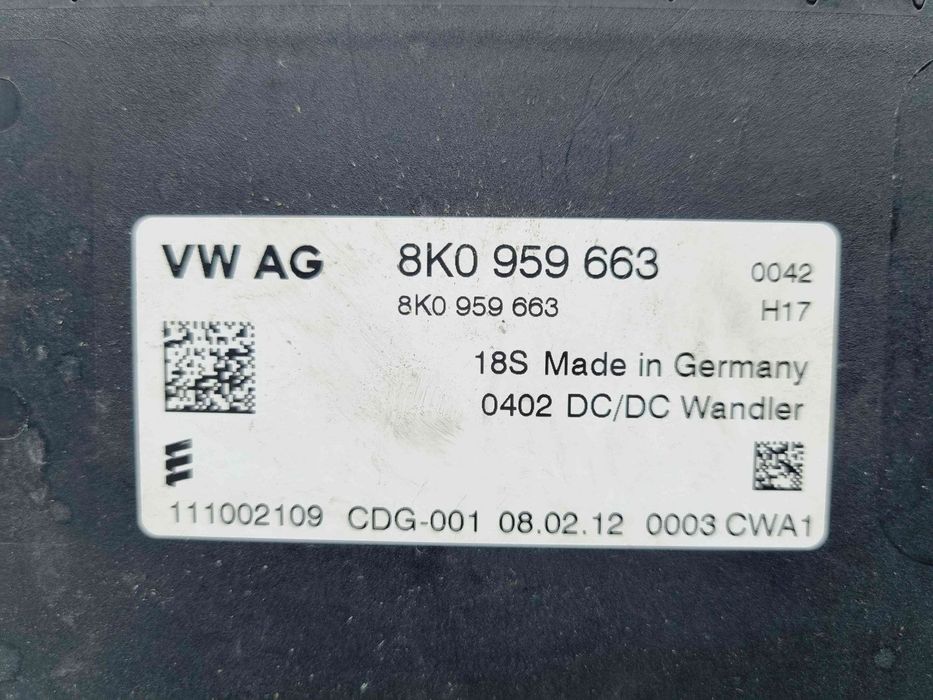 VW AG 8K0 959 663 0042
8K0 959 663 H17
18S Made in Germany
0402 DC/DC Wandler
111002109 CDG-001 08.02.12 0003 CWA1